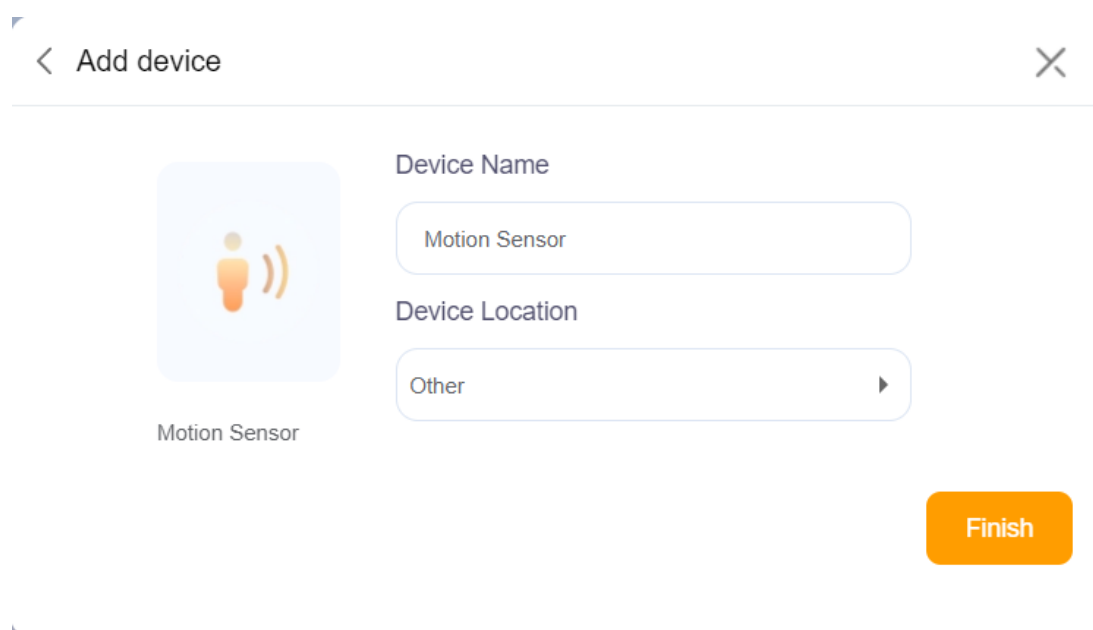 Add device
Device Name
Motion Sensor
Device Location
Other
Motion Sensor
Finish